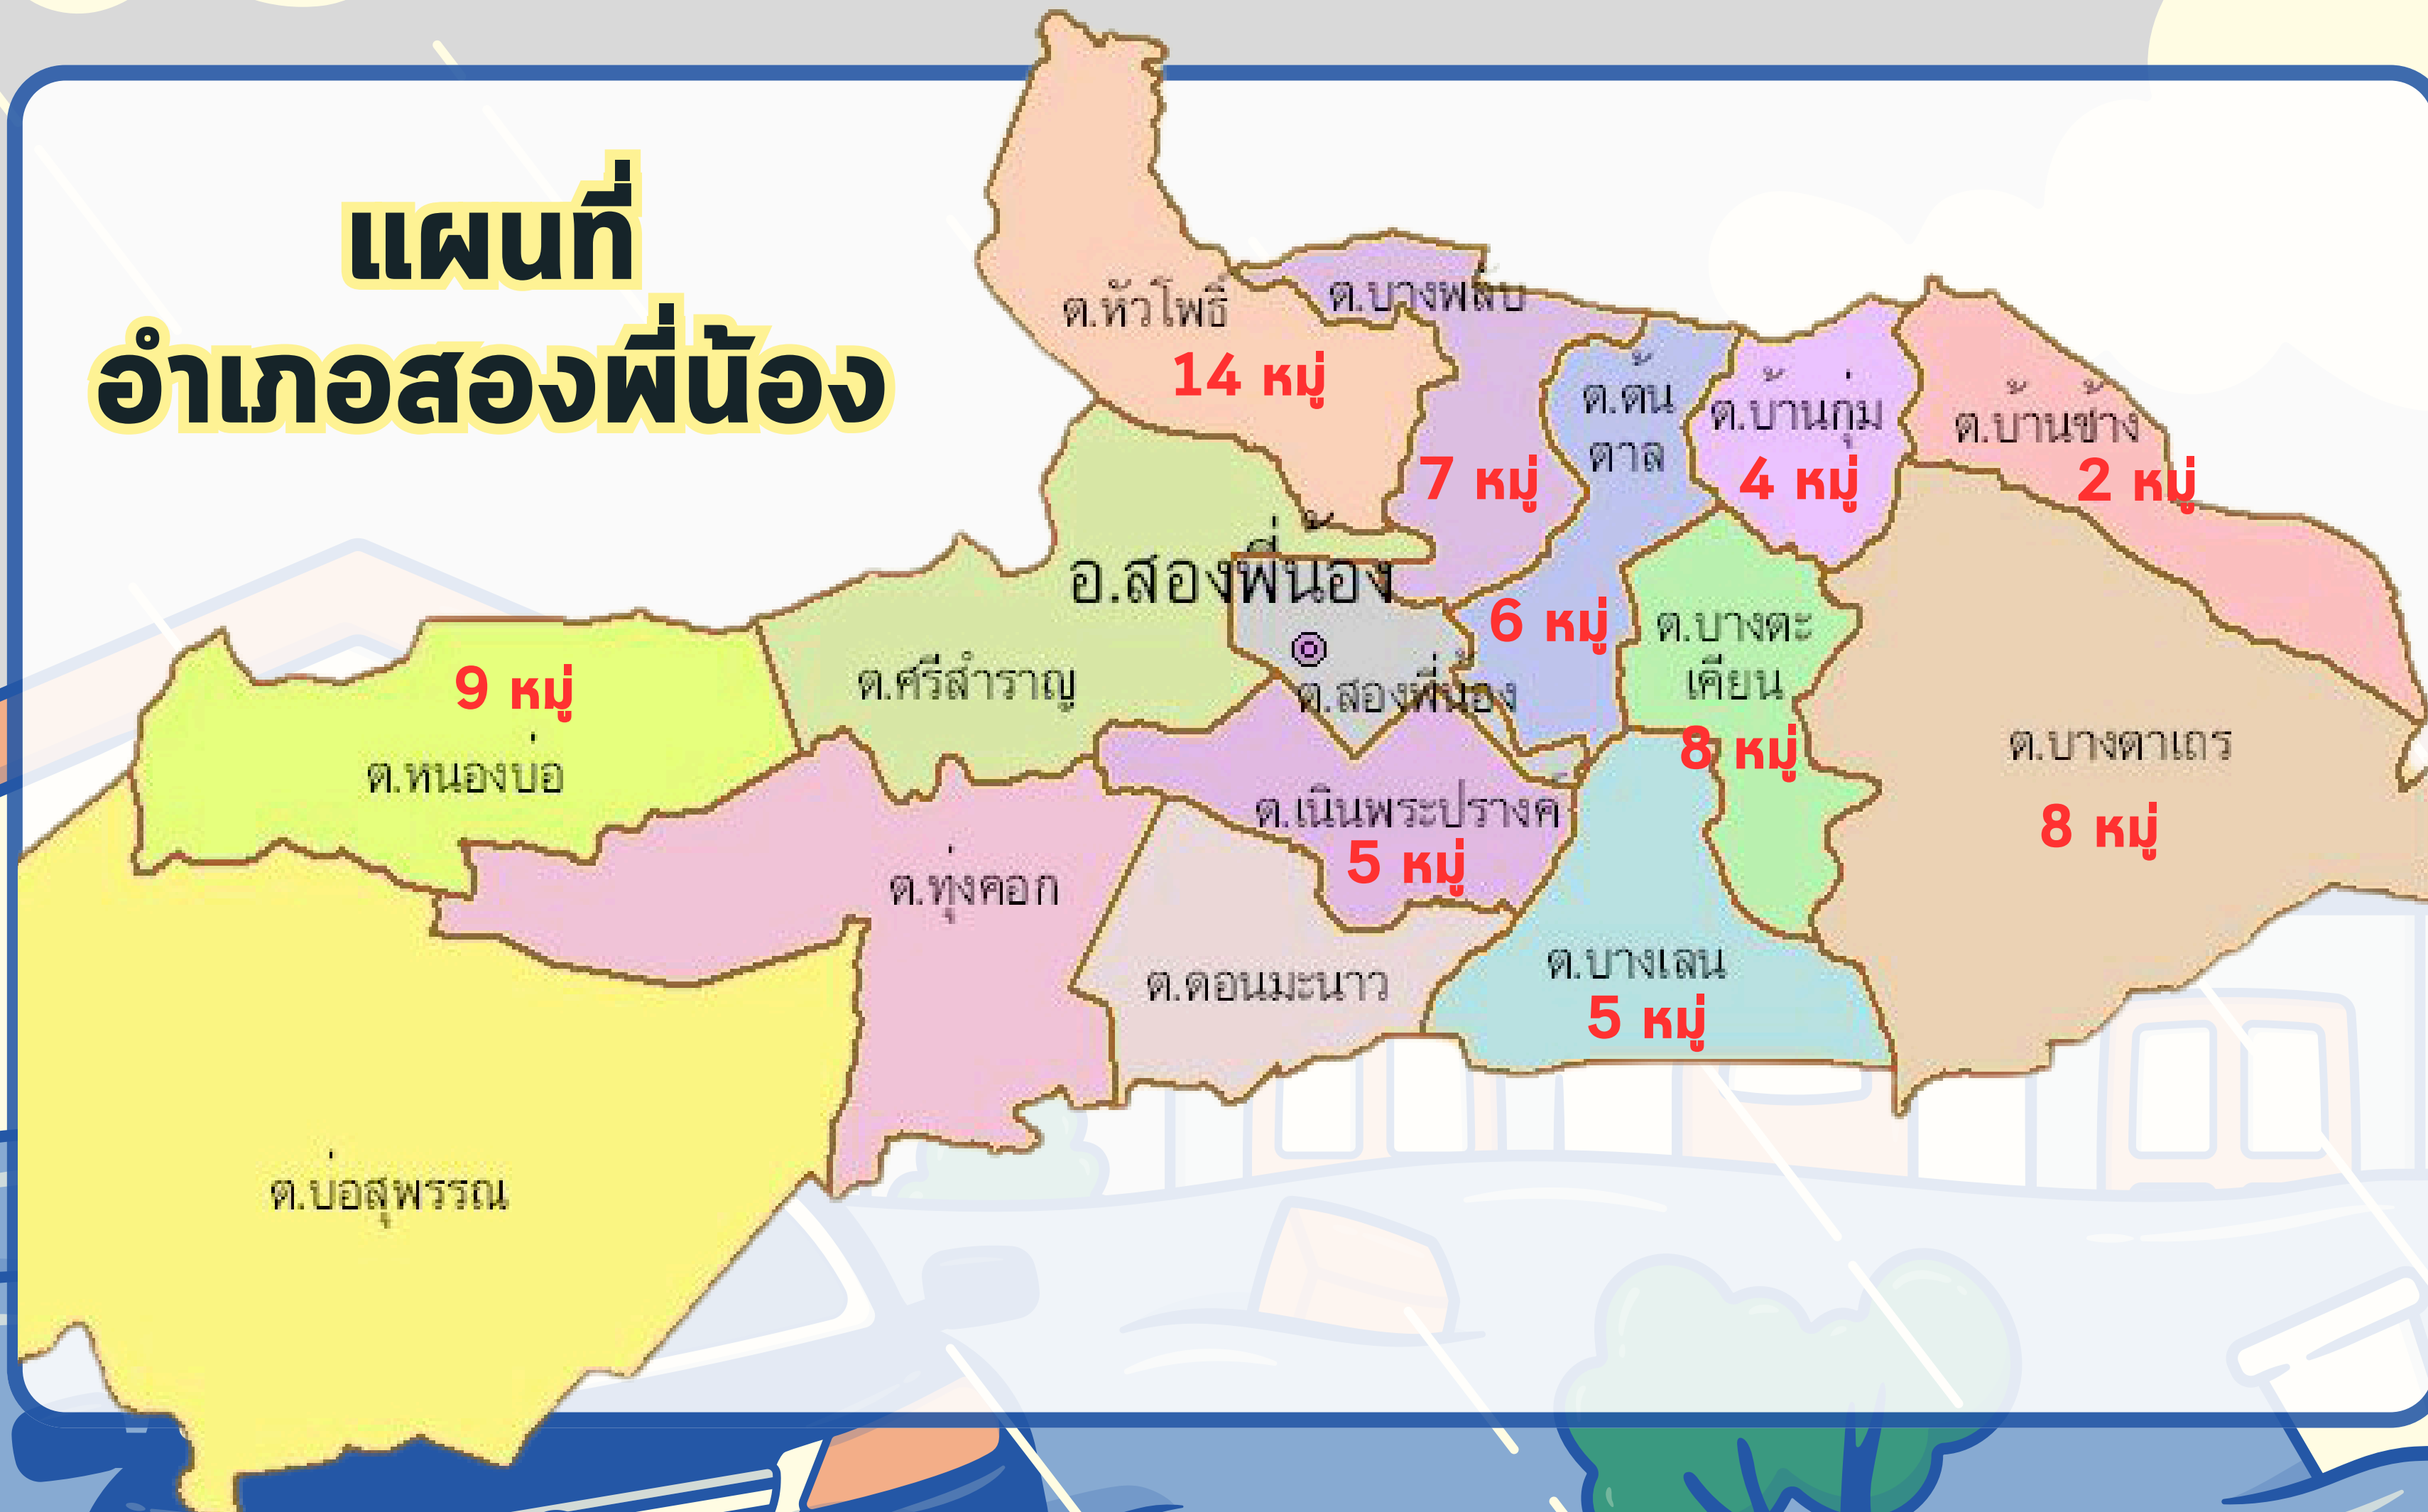 แผนที่
อำเภอสองพี่น้อง
ต.หัวโพธิ์
14 หมู่
ต.บางพลับ
7 หมู่
ต.ต้น
ตาล
6 หมู่
ต.บ้านกุ่ม
4 หมู่
ต.บ้านช้าง
2 หมู่
อ.สองพี่น้อง
ต.สองพี่น้อง
ต.ศรีสำราญ
9 หมู่
ต.หนองบ่อ
ต.บางตะ
เคียน
8 หมู่
ต.บางตาเถร
8 หมู่
ต.เนินพระปรางค์
5 หมู่
ต.ทุ่งคอก
ต.ดอนมะนาว
ต.บางเลน
5 หมู่
ต.บ่อสุพรรณ